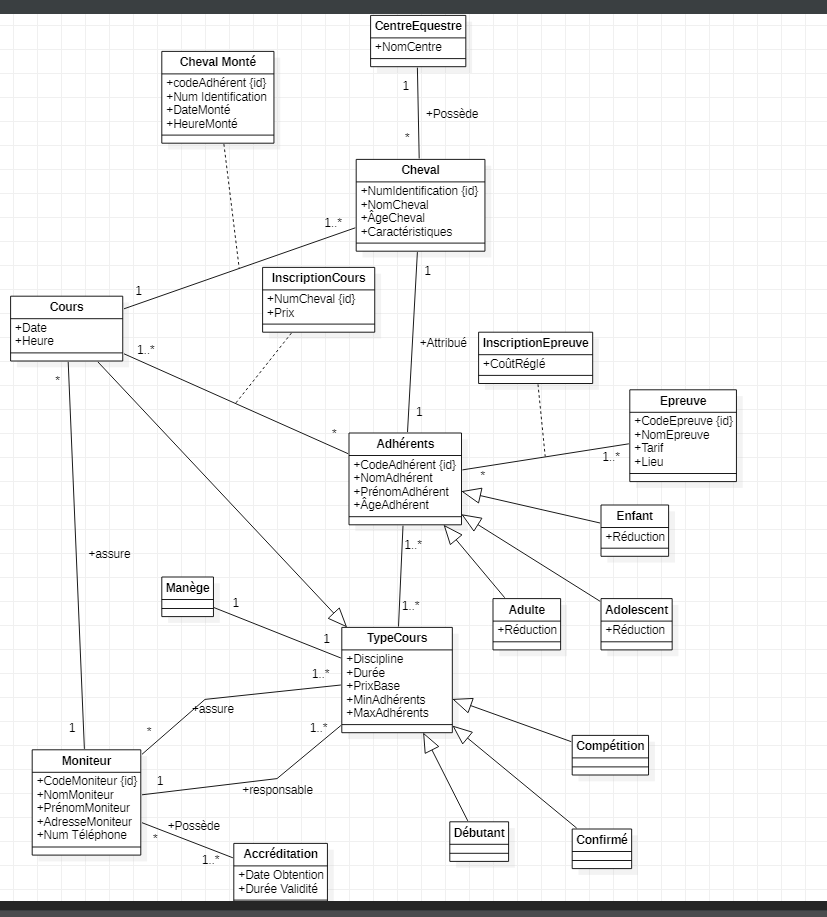 CentreEquestre
+NomCentre
Cheval Monté
+codeAdhérent {id}
+Num Identification
+DateMonté
+HeureMonté
1
+Possède
*
Cheval
+NumIdentification {id}
+NomCheval
+ÂgeCheval
+Caractéristiques
1..*
1
1
InscriptionCours
+NumCheval {id}
+Prix
Cours
+Date
+Heure
1..*
*
+Attribué
InscriptionEpreuve
+CoûtRéglé
1
*
Epreuve
+CodeEpreuve {id}
+NomEpreuve
+Tarif
+Lieu
Adhérents
+CodeAdhérent {id}
+NomAdhérent
+PrénomAdhérent
+ÂgeAdhérent
*
1..*
Enfant
+Réduction
1..*
+assure
Manège
1
1..*
Adulte
+Réduction
Adolescent
+Réduction
1
TypeCours
+Discipline
+Durée
+PrixBase
+MinAdhérents
+MaxAdhérents
1..*
+assure
1
*
1..*
Moniteur
+CodeMoniteur {id}
+NomMoniteur
+PrénomMoniteur
+AdresseMoniteur
+Num Téléphone
1
+responsable
Compétition
+Possède
*
1..*
Débutant
Confirmé
Accréditation
+Date Obtention
+Durée Validité